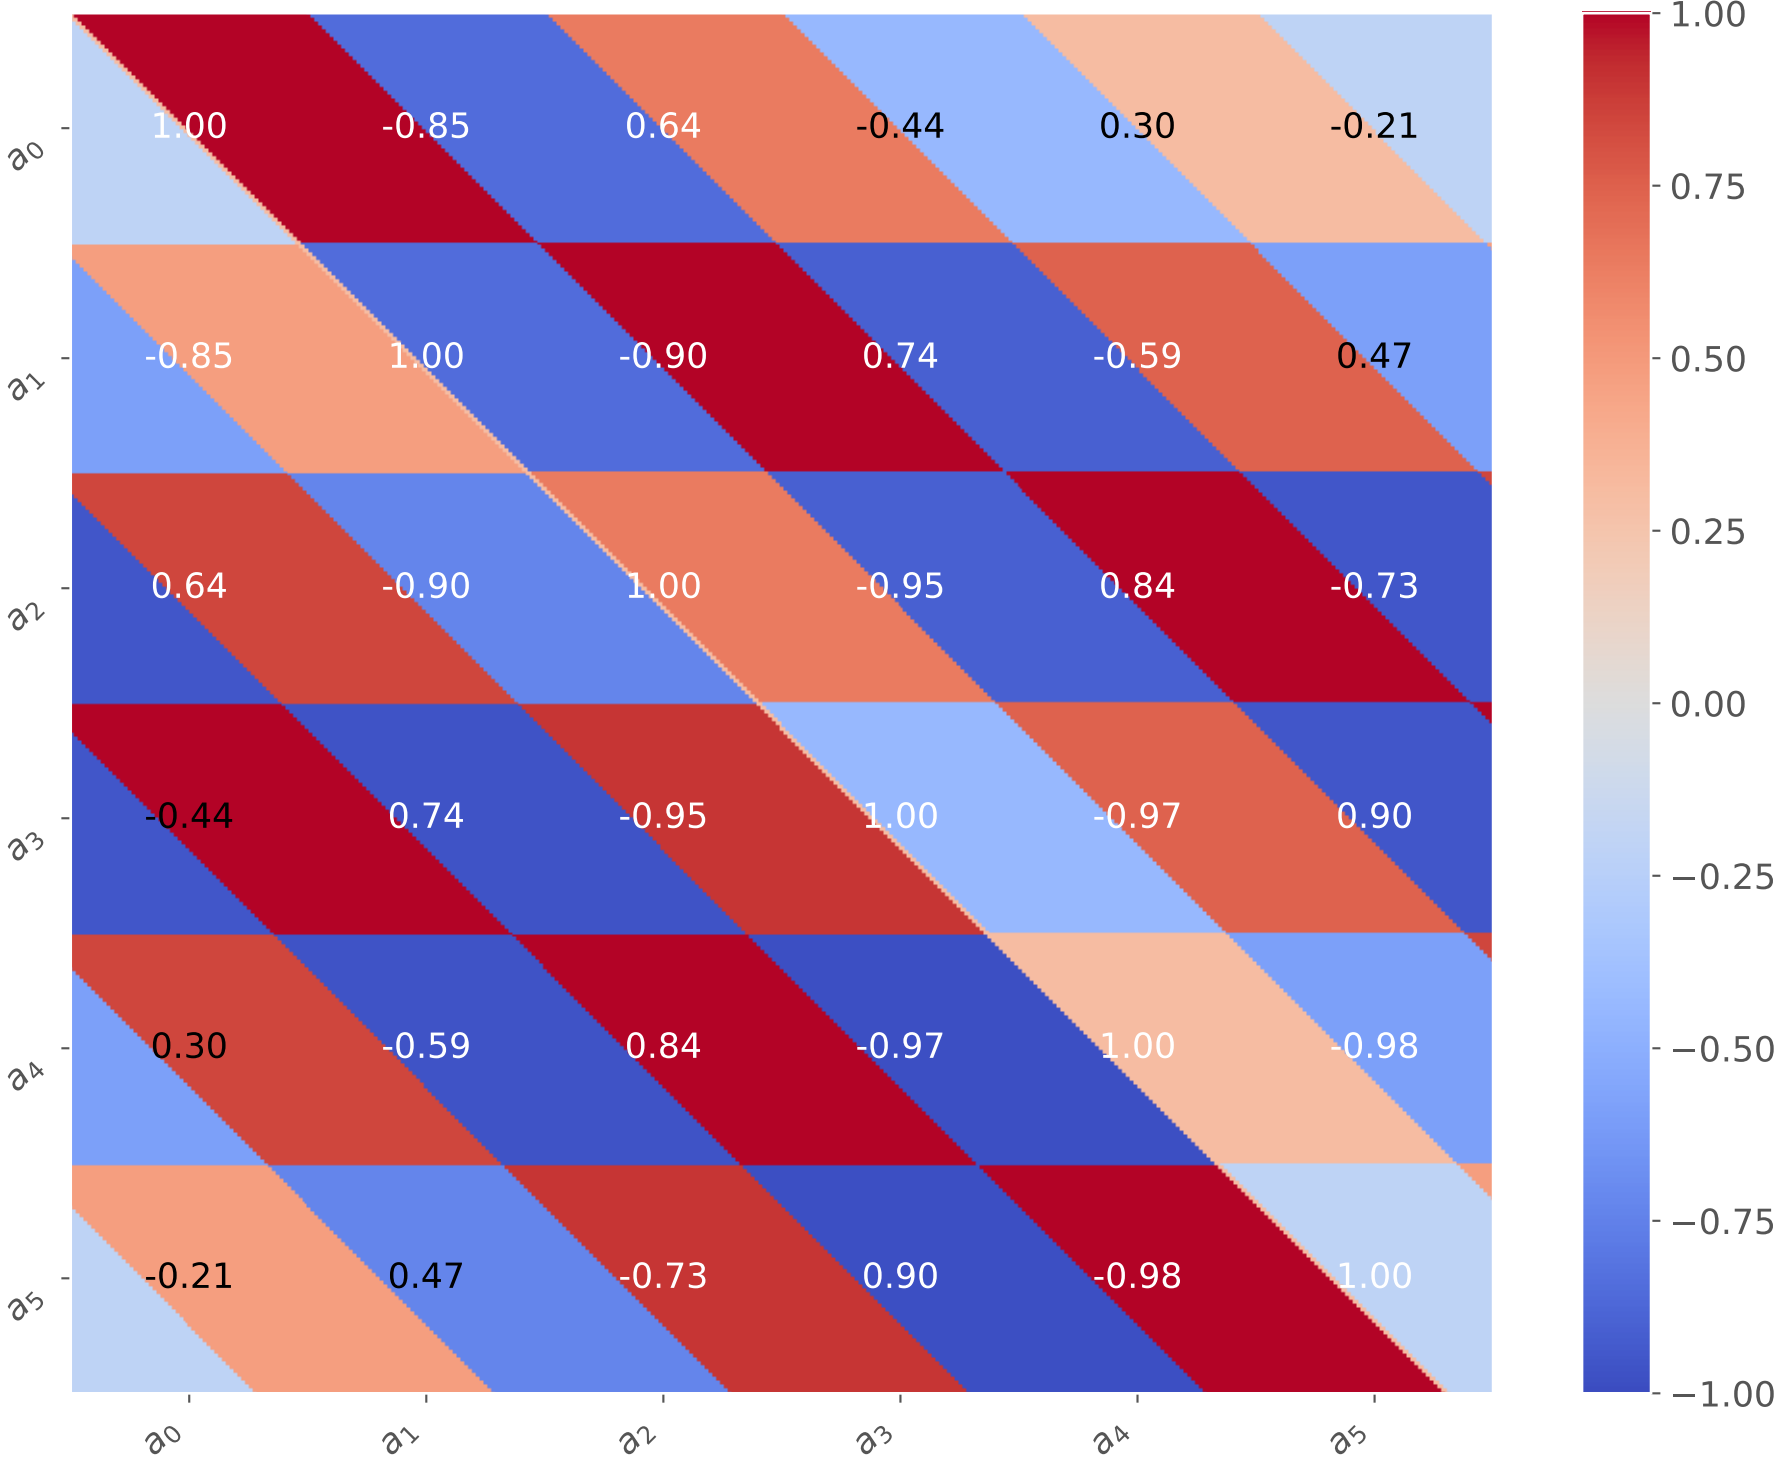 1.00
a₀ 1.00 -0.85 0.64 -0.44 0.30 -0.21
0.75
a₁ -0.85 1.00 -0.90 0.74 -0.59 0.47
0.50
0.25
a₂ 0.64 -0.90 1.00 -0.95 0.84 -0.73
0.00
a₃ -0.44 0.74 -0.95 1.00 -0.97 0.90
−0.25
a₄ 0.30 -0.59 0.84 -0.97 1.00 -0.98
−0.50
−0.75
a₅ -0.21 0.47 -0.73 0.90 -0.98 1.00
−1.00
a₀ a₁ a₂ a₃ a₄ a₅